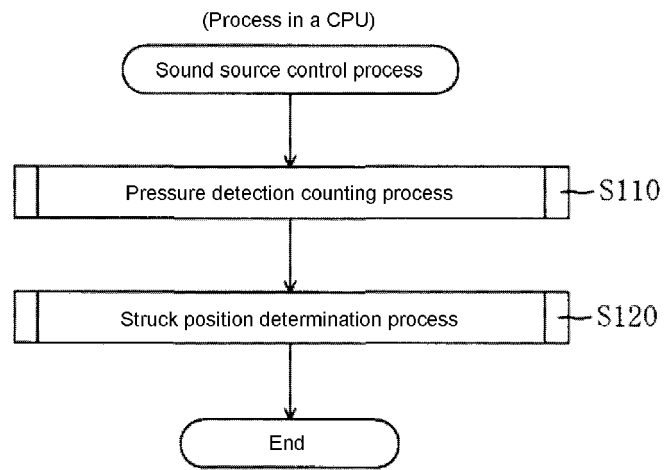 (Process in a CPU)
Sound source control process
Pressure detection counting process
S110
Struck position determination process
S120
End